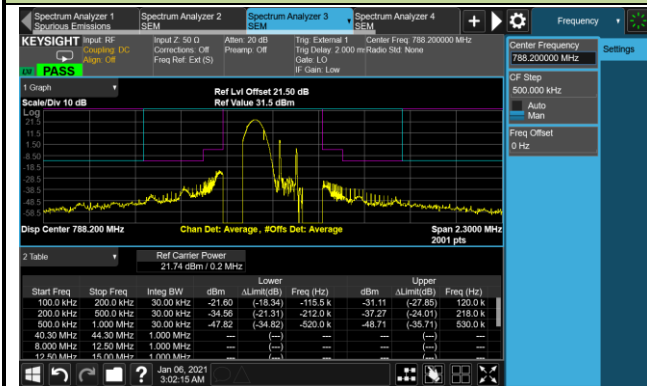 Spectrum Analyzer 1 Spectrum Analyzer 2 Spectrum Analyzer 3 Spectrum Analyzer 4
Spurious Emissions SEM SEM SEM
Frequency
KEYSIGHT Input: RF Input Z: 50 Ω Atten: 20 dB Trig: External 1 Center Freq: 788.200000 MHz
Coupling: DC Corrections: Off Preamp: Off Trig Delay: 2.000 ms Radio Std: None
Align: Off Freq Ref: Ext (S) Gate: LO
IF Gain: Low
PASS
Center Frequency
788.200000 MHz
Settings
CF Step
500.000 kHz
Auto
Man
Freq Offset
0 Hz
1 Graph
Ref Lvl Offset 21.50 dB
Scale/Div 10 dB Ref Value 31.5 dBm
Log
21.5
11.5
1.50
-8.50
-18.5
-28.5
-38.5
-48.5
-58.5
Disp Center 788.200 MHz Chan Det: Average, #Offs Det: Average Span 2.3000 MHz
2001 pts
2 Table
Ref Carrier Power
21.74 dBm / 0.2 MHz
Lower Upper
Start Freq Stop Freq Integ BW dBm ΔLimit(dB) Freq (Hz) dBm ΔLimit(dB) Freq (Hz)
100.0 kHz 200.0 kHz 30.00 kHz -21.60 (-18.34) -115.5 k -31.11 (-27.85) 120.0 k
200.0 kHz 500.0 kHz 30.00 kHz -34.56 (-21.31) -212.0 k -37.27 (-24.01) 218.0 k
500.0 kHz 1.000 MHz 30.00 kHz -47.82 (-34.82) -520.0 k -48.71 (-35.71) 530.0 k
40.30 MHz 44.30 MHz 1.000 MHz --- (---) --- (---)
8.000 MHz 12.50 MHz 1.000 MHz --- (---) --- (---)
12.50 MHz 15.00 MHz 1.000 MHz --- (---) --- (---)
Jan 06, 2021
3:02:15 AM